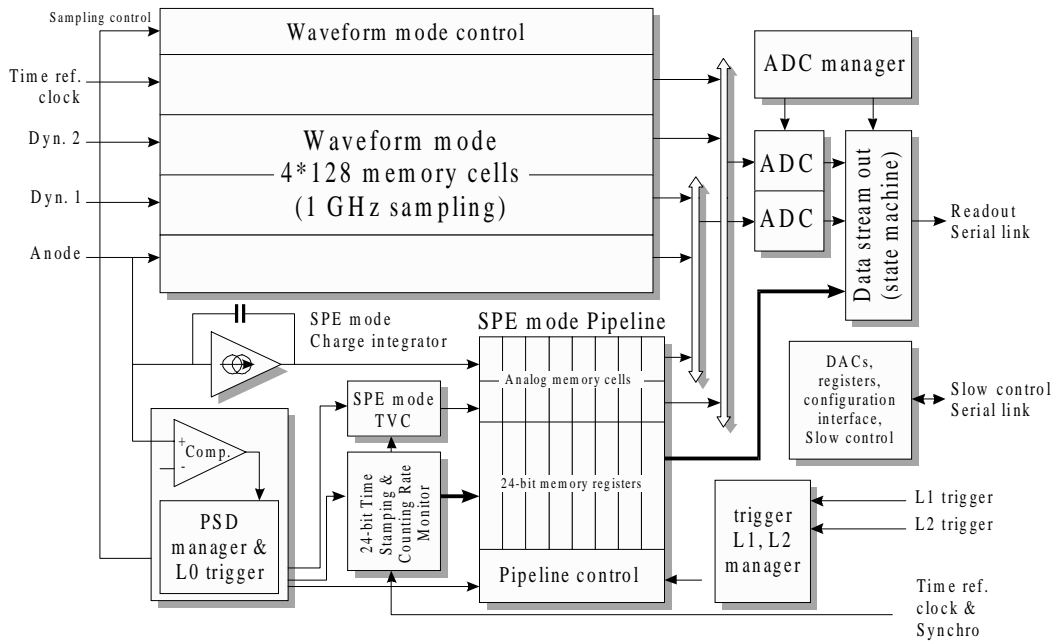 Sampling control
Waveform mode control
Time ref.
clock
Dyn. 2
Waveform mode
4*128 memory cells
(1 GHz sampling)
Dyn. 1
Anode
ADC manager
ADC
ADC
Data stream out
(state machine)
Readout
Serial link
SPE mode
Charge integrator
SPE mode Pipeline
Analog memory cells
24-bit memory registers
Pipeline control
SPE mode
TVC
24-bit Time
Stamping &
Counting Rate
Monitor
+
-
Comp.
PSD
manager &
L0 trigger
DACs,
registers,
configuration
interface,
Slow control
Slow control
Serial link
trigger
L1, L2
manager
L1 trigger
L2 trigger
Time ref.
clock &
Synchro